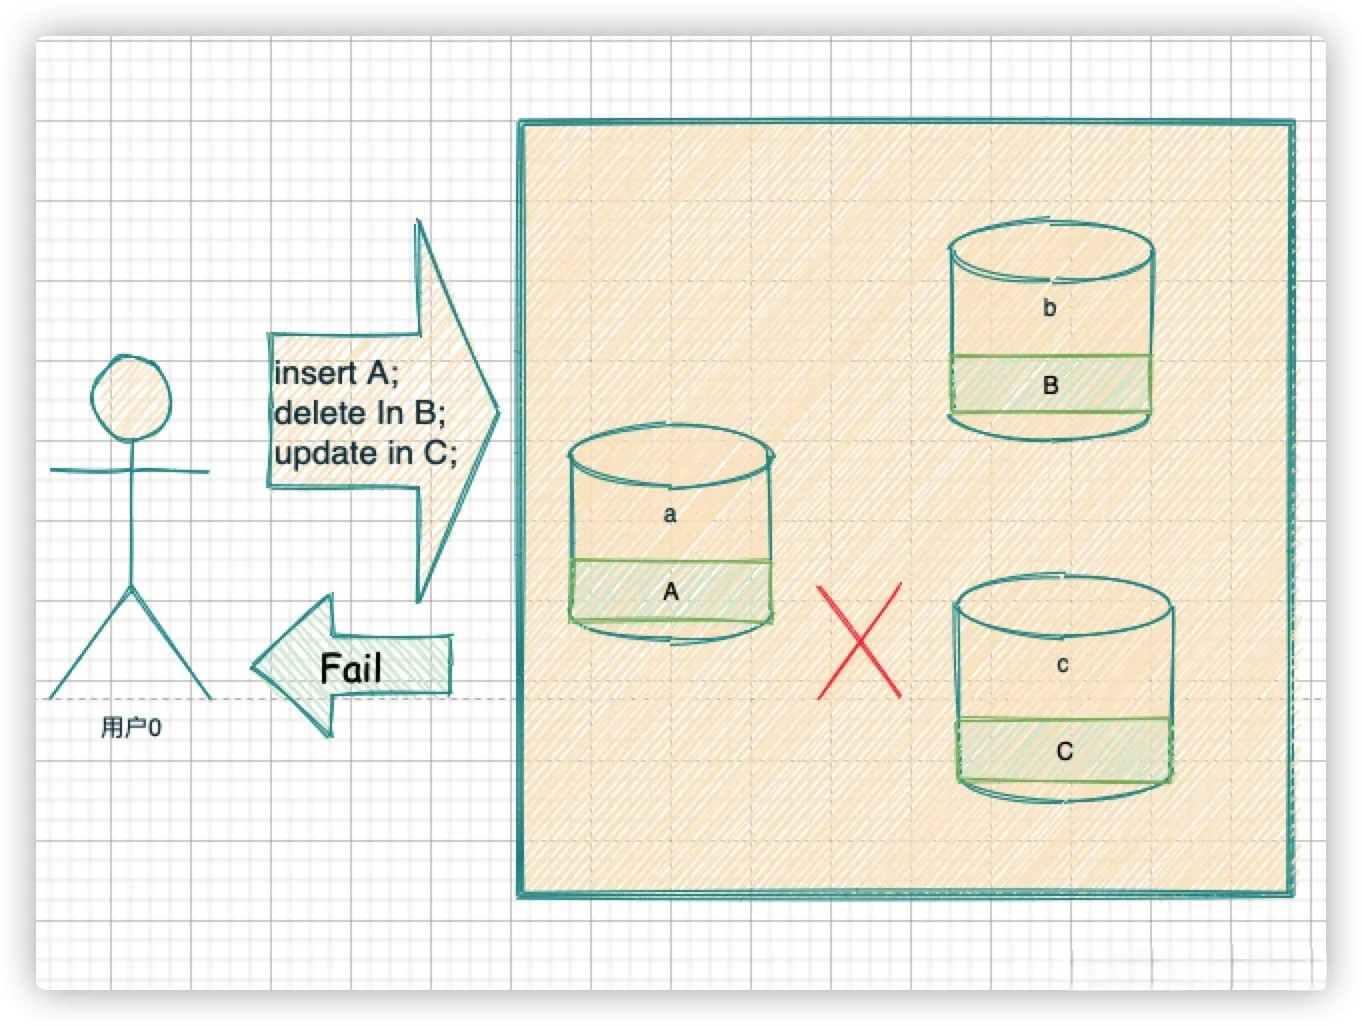 insert A;
delete In B;
update in C;
Fail
用户0
a
A
b
B
c
C